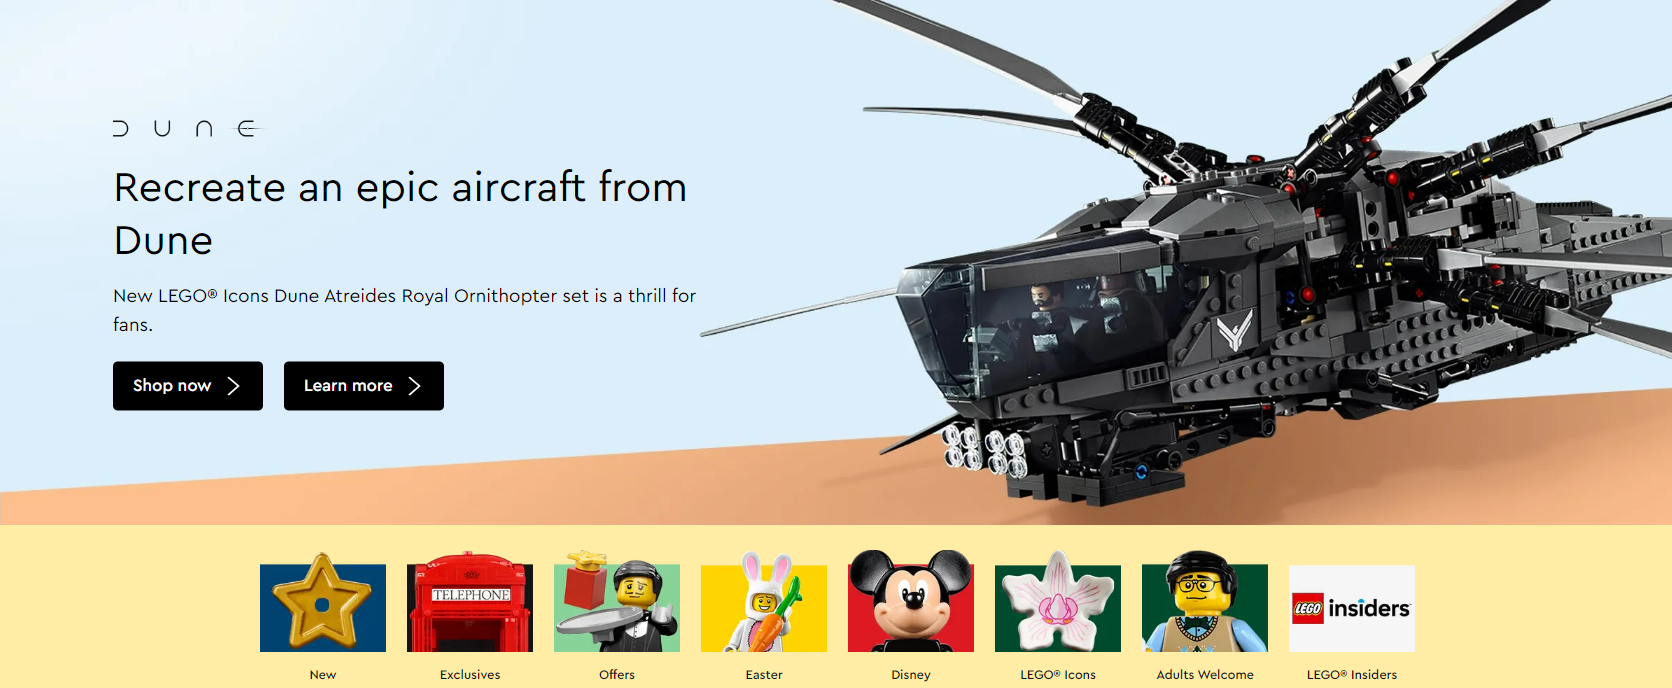 DUNE
Recreate an epic aircraft from
Dune
New LEGO® Icons Dune Atreides Royal Ornithopter set is a thrill for
fans.
Shop now
Learn more
TELEPHONE
LEGO insiders
New
Exclusives
Offers
Easter
Disney
LEGO® Icons
Adults Welcome
LEGO® Insiders